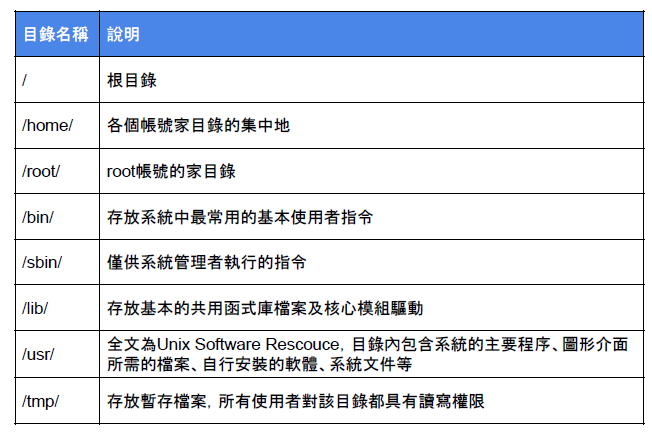 目錄名稱 說明
/ 根目錄
/home/ 各個帳號家目錄的集中地
/root/ root帳號的家目錄
/bin/ 存放系統中最常用的基本使用者指令
/sbin/ 僅供系統管理者執行的指令
/lib/ 存放基本的共用函式庫檔案及核心模組驅動
/usr/ 全文為Unix Software Rescouce, 目錄內包含系統的主要程序、圖形介面
所需的檔案、自行安裝的軟體、系統文件等
/tmp/ 存放暫存檔案, 所有使用者對該目錄都具有讀寫權限